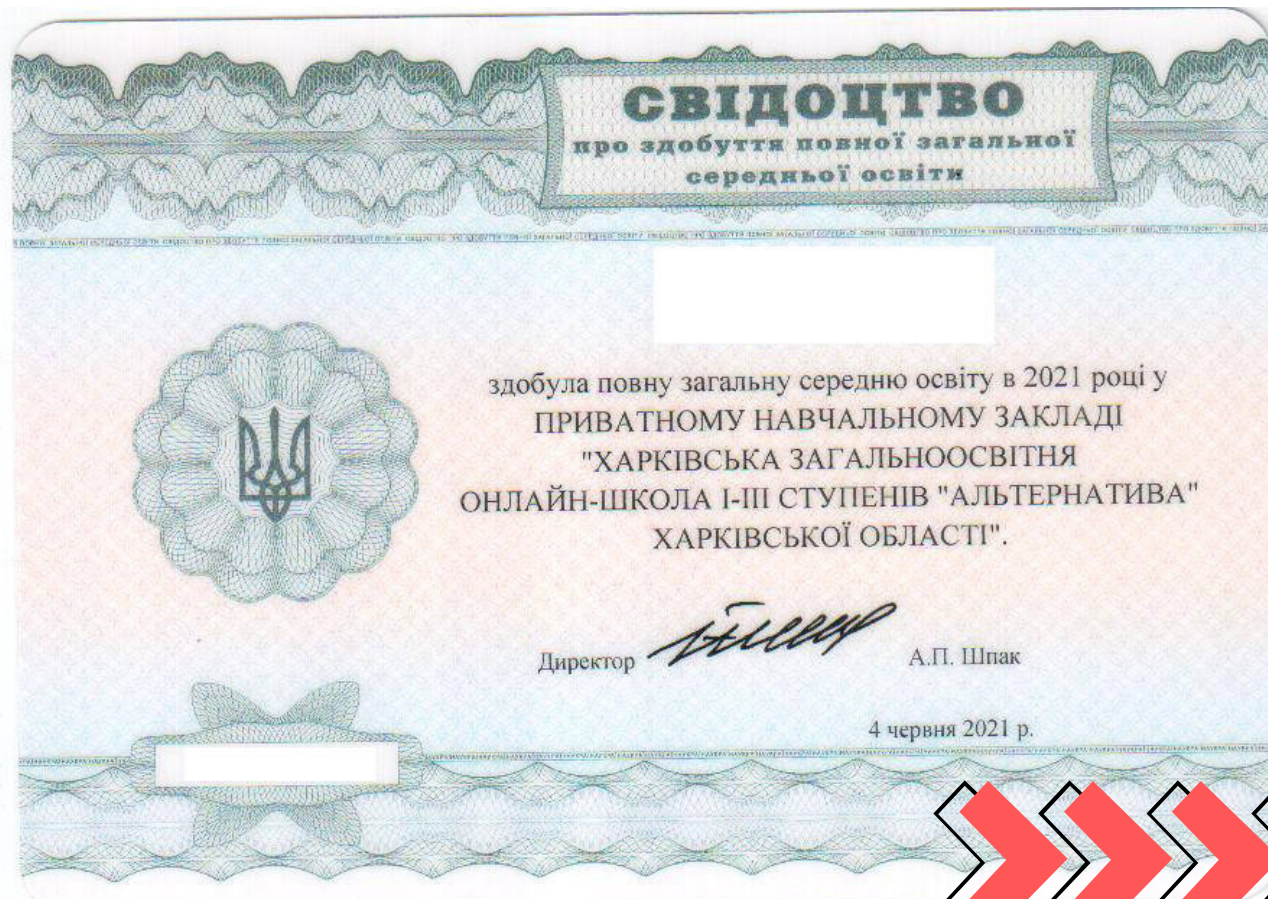 СВІДОЦТВО
про здобуття повної загальної
середньої освіти
здобула повну загальну середню освіту в 2021 році у
ПРИВАТНОМУ НАВЧАЛЬНОМУ ЗАКЛАДІ
"ХАРКІВСЬКА ЗАГАЛЬНООСВІТНЯ
ОНЛАЙН-ШКОЛА І-ІІІ СТУПЕНІВ "АЛЬТЕРНАТИВА"
ХАРКІВСЬКОЇ ОБЛАСТІ".
Директор А.П. Шпак
4 червня 2021 р.